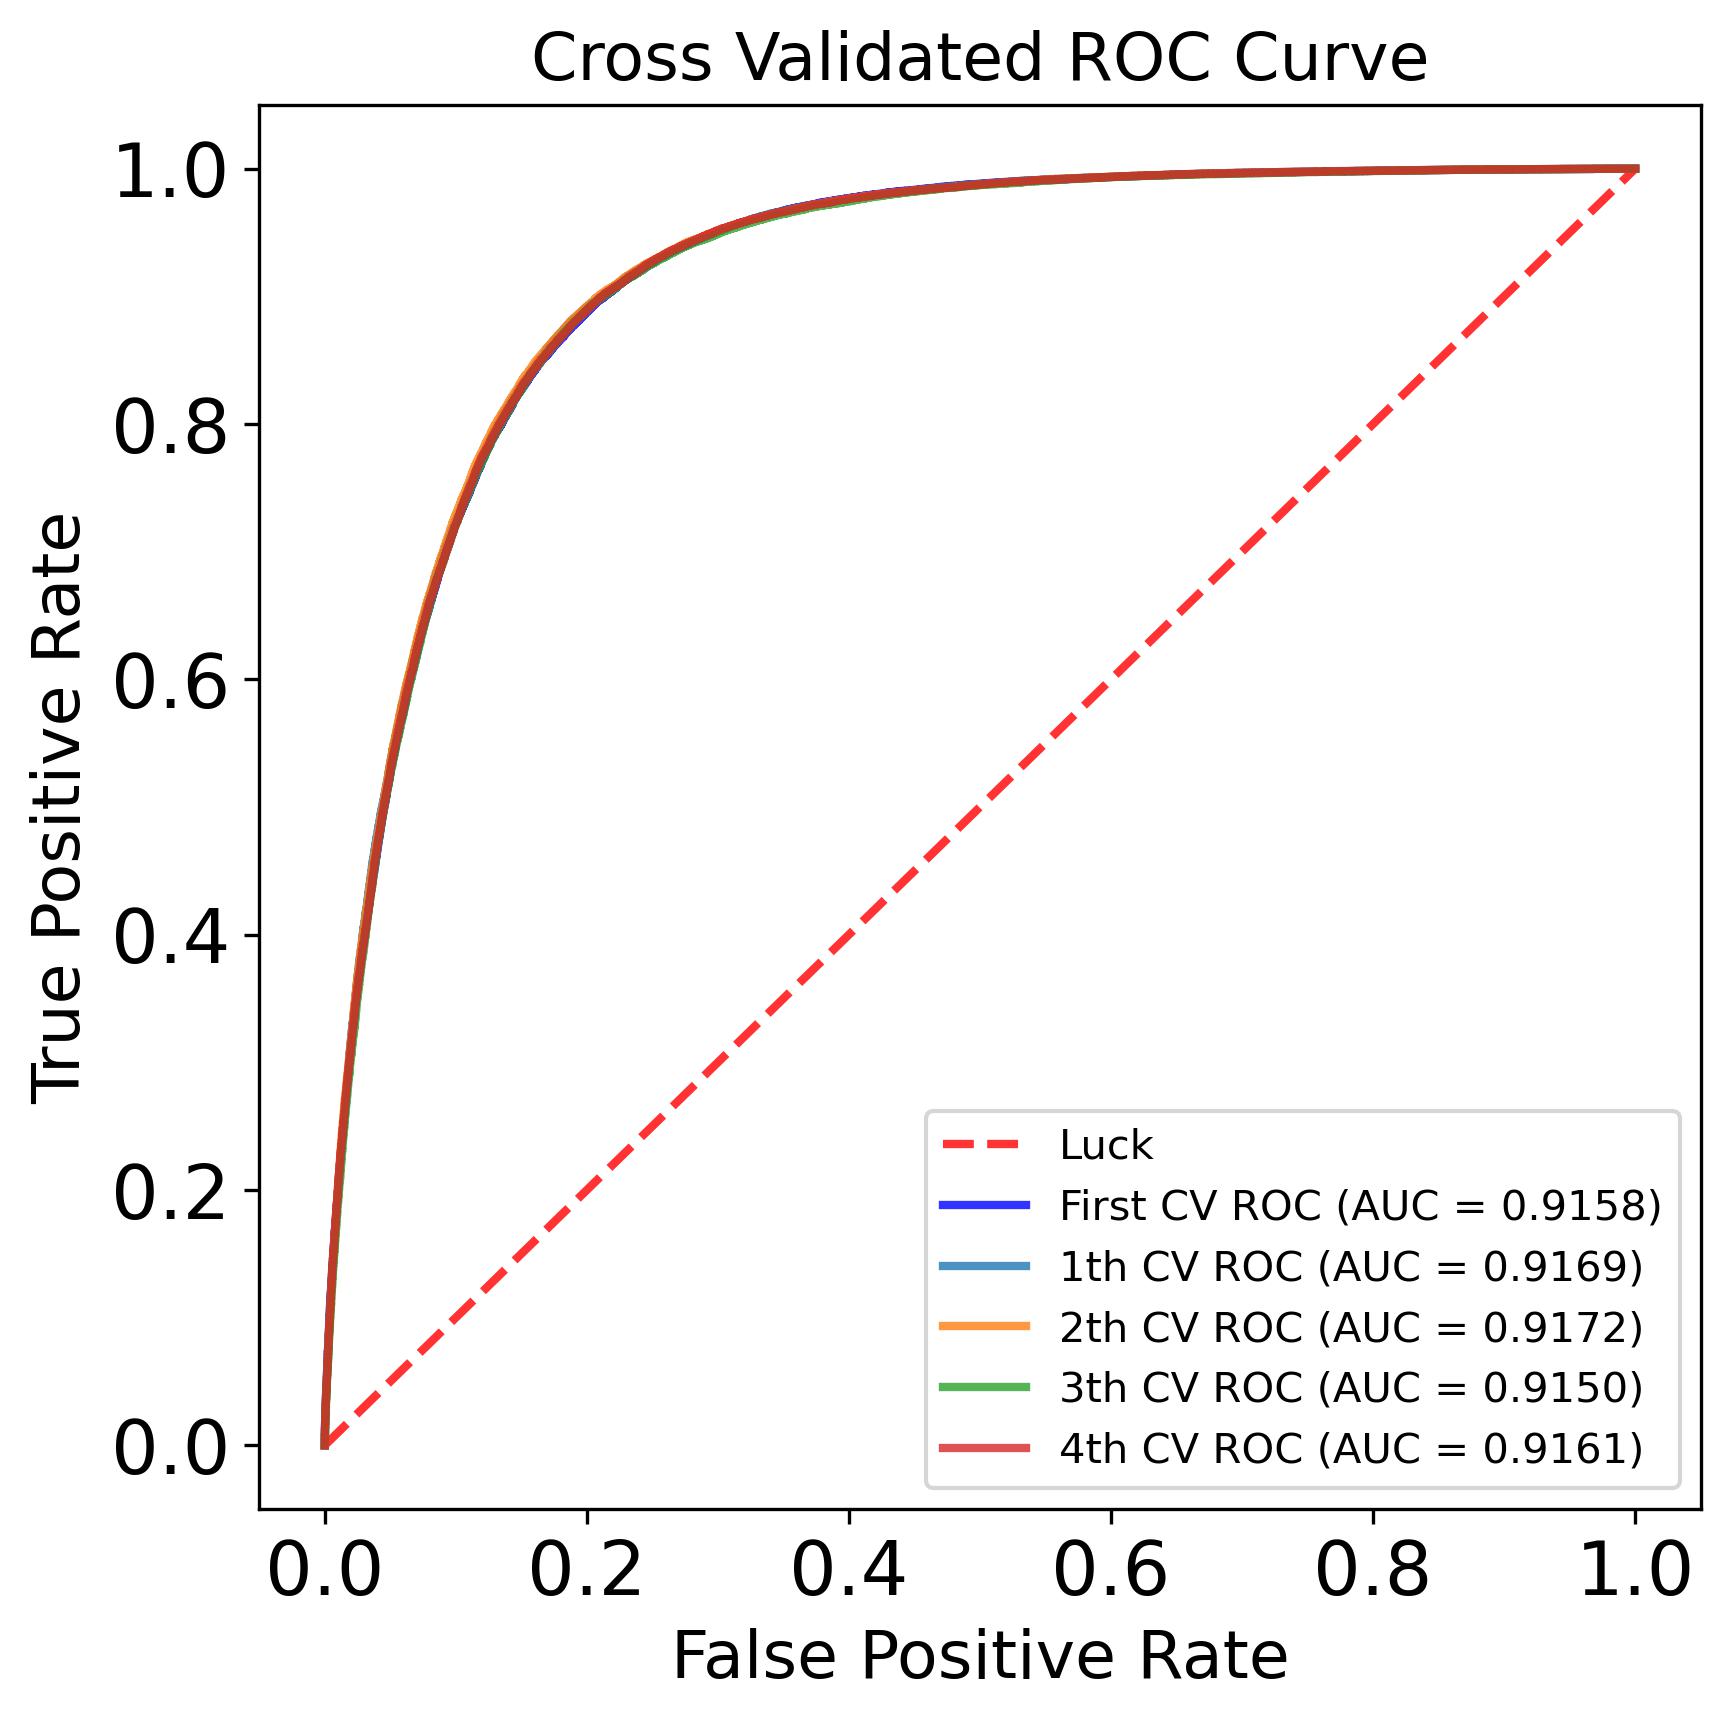 Cross Validated ROC Curve
1.0
0.8
0.6
0.4
0.2
0.0
True Positive Rate
Luck
First CV ROC (AUC = 0.9158)
1th CV ROC (AUC = 0.9169)
2th CV ROC (AUC = 0.9172)
3th CV ROC (AUC = 0.9150)
4th CV ROC (AUC = 0.9161)
0.0 0.2 0.4 0.6 0.8 1.0
False Positive Rate